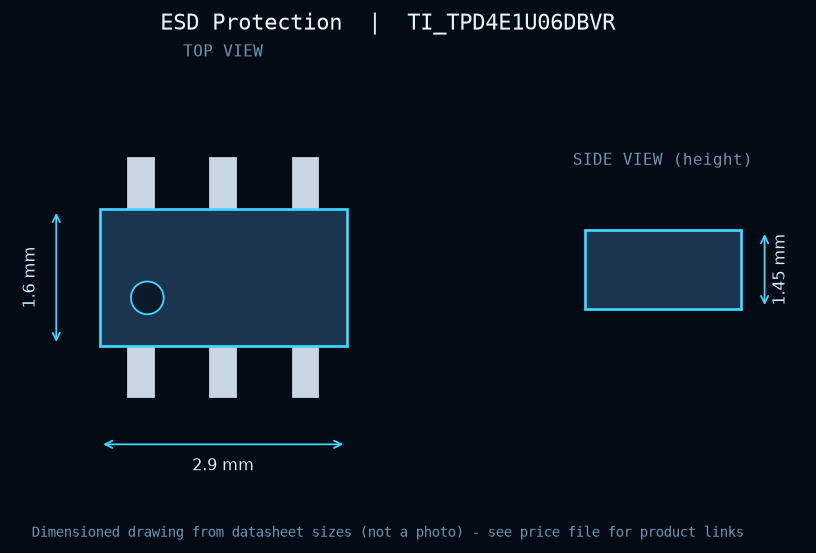 ESD Protection | TI_TPD4E1U06DBVR
TOP VIEW
SIDE VIEW (height)
1.6 mm
1.45 mm
2.9 mm
Dimensioned drawing from datasheet sizes (not a photo) - see price file for product links